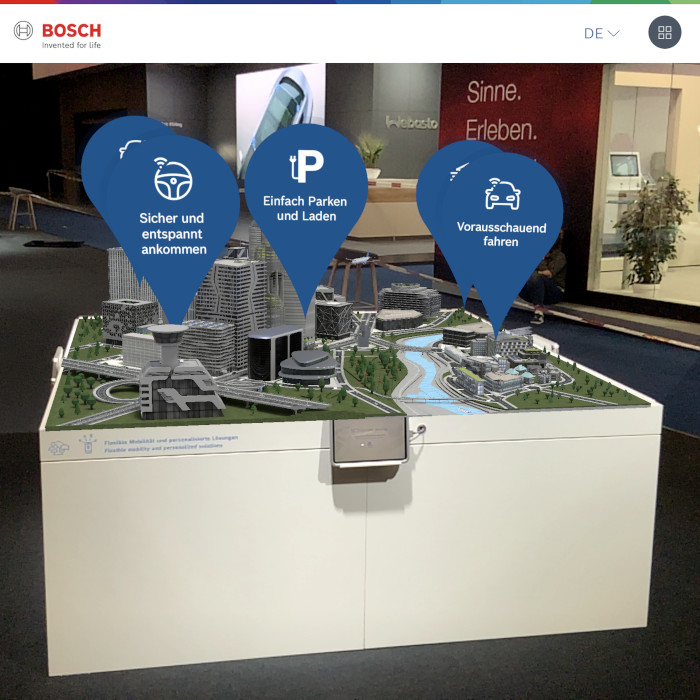 BOSCH
Invented for life
DE
Sinne.
Erleben.
Webasto
Sicher und
entspannt
ankommen
Einfach Parken
und Laden
Vorausschauend
fahren
Flexible Mobilität und personalisierte Lösungen
Flexible mobility and personalized solutions